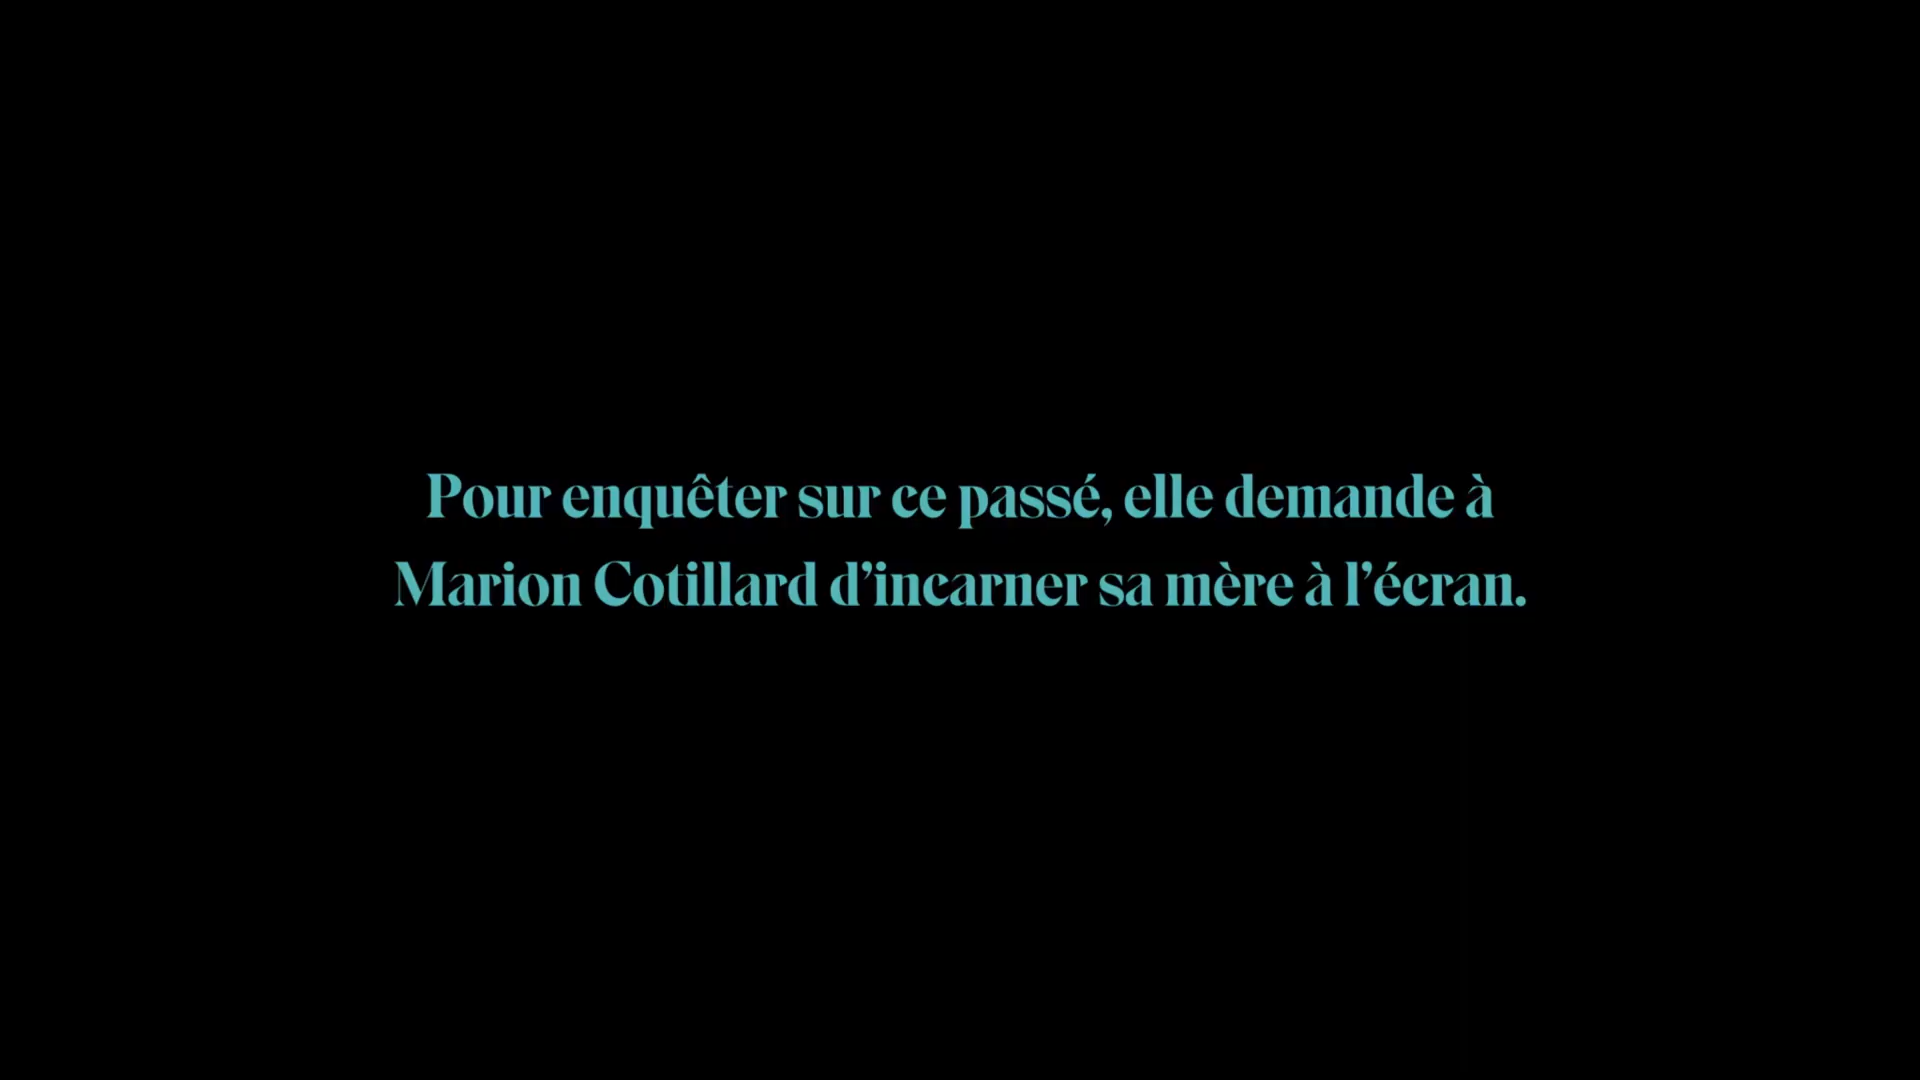 Pour enquêter sur ce passé, elle demande à
Marion Cotillard d’incarner sa mère à l’écran.